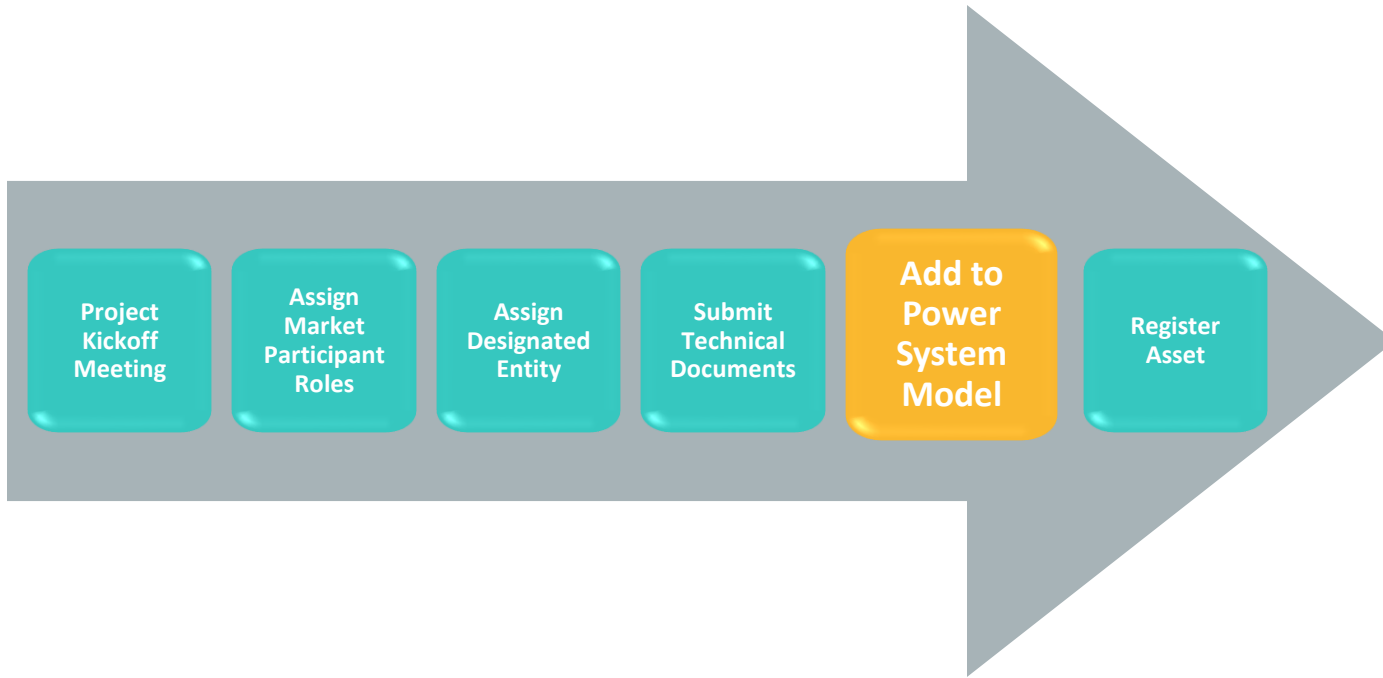 Project
Kickoff
Meeting
Assign
Market
Participant
Roles
Assign
Designated
Entity
Submit
Technical
Documents
Add to
Power
System
Model
Register
Asset